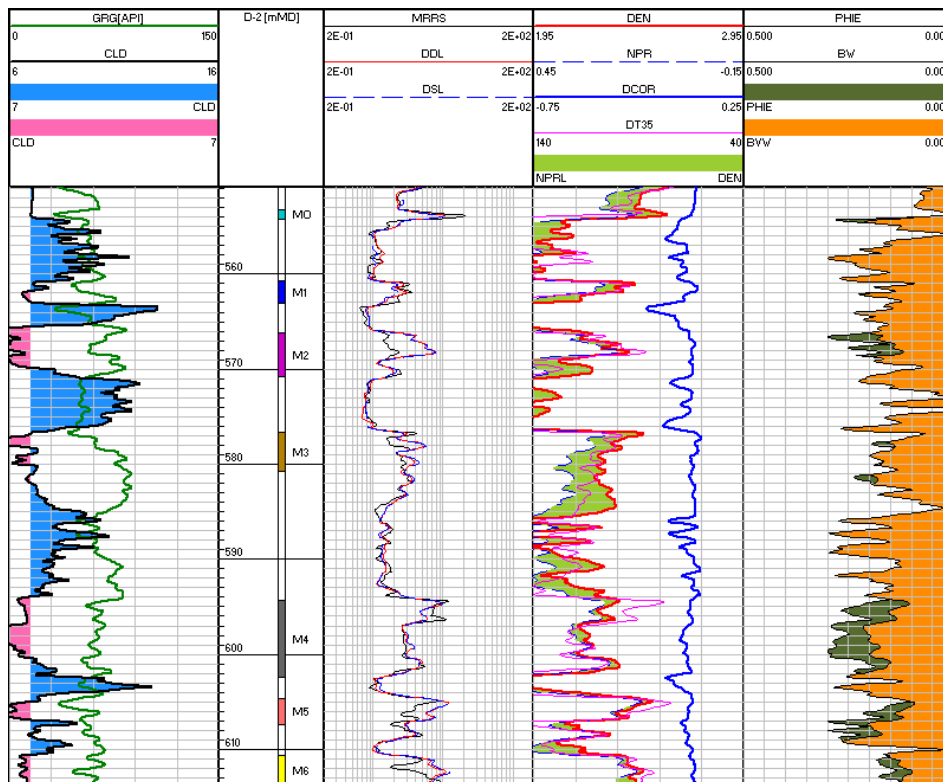 GRG[API]
0 150
CLD
6 16
7 CLD
CLD 7
D-2 [mMD]
MRRS
2E-01 2E+02
DDL
2E-01 2E+02
DSL
2E-01 2E+02
DEN
1.95 2.95
NPR
0.45 -0.15
DCOR
-0.75 0.25
DT35
140 40
NPRL DEN
PHIE
0.500 0.00
BW
0.500 0.00
PHIE 0.00
BVW 0.00
M0
560
M1
M2
570
M3
580
590
M4
600
M5
610
M6